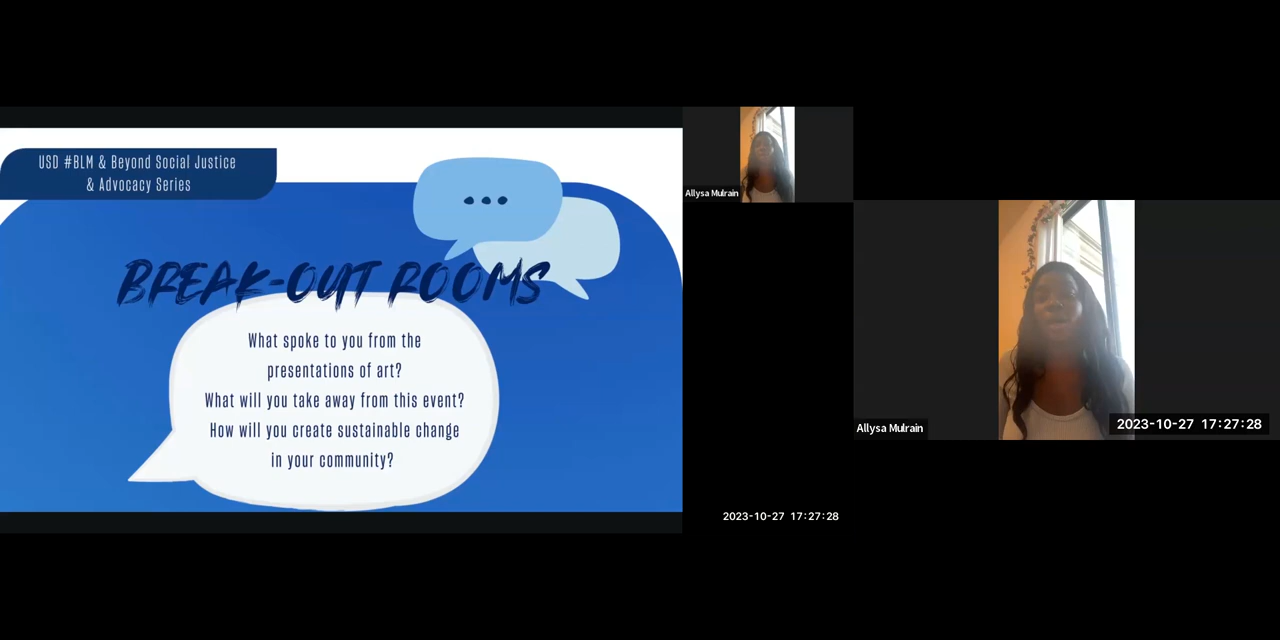 USD #BLM & Beyond Social Justice
& Advocacy Series
BREAK-OUT ROOMS
What spoke to you from the
presentations of art?
What will you take away from this event?
How will you create sustainable change
in your community?
Allysa Mulrain
2023-10-27 17:27:28
Allysa Mulrain
2023-10-27 17:27:28